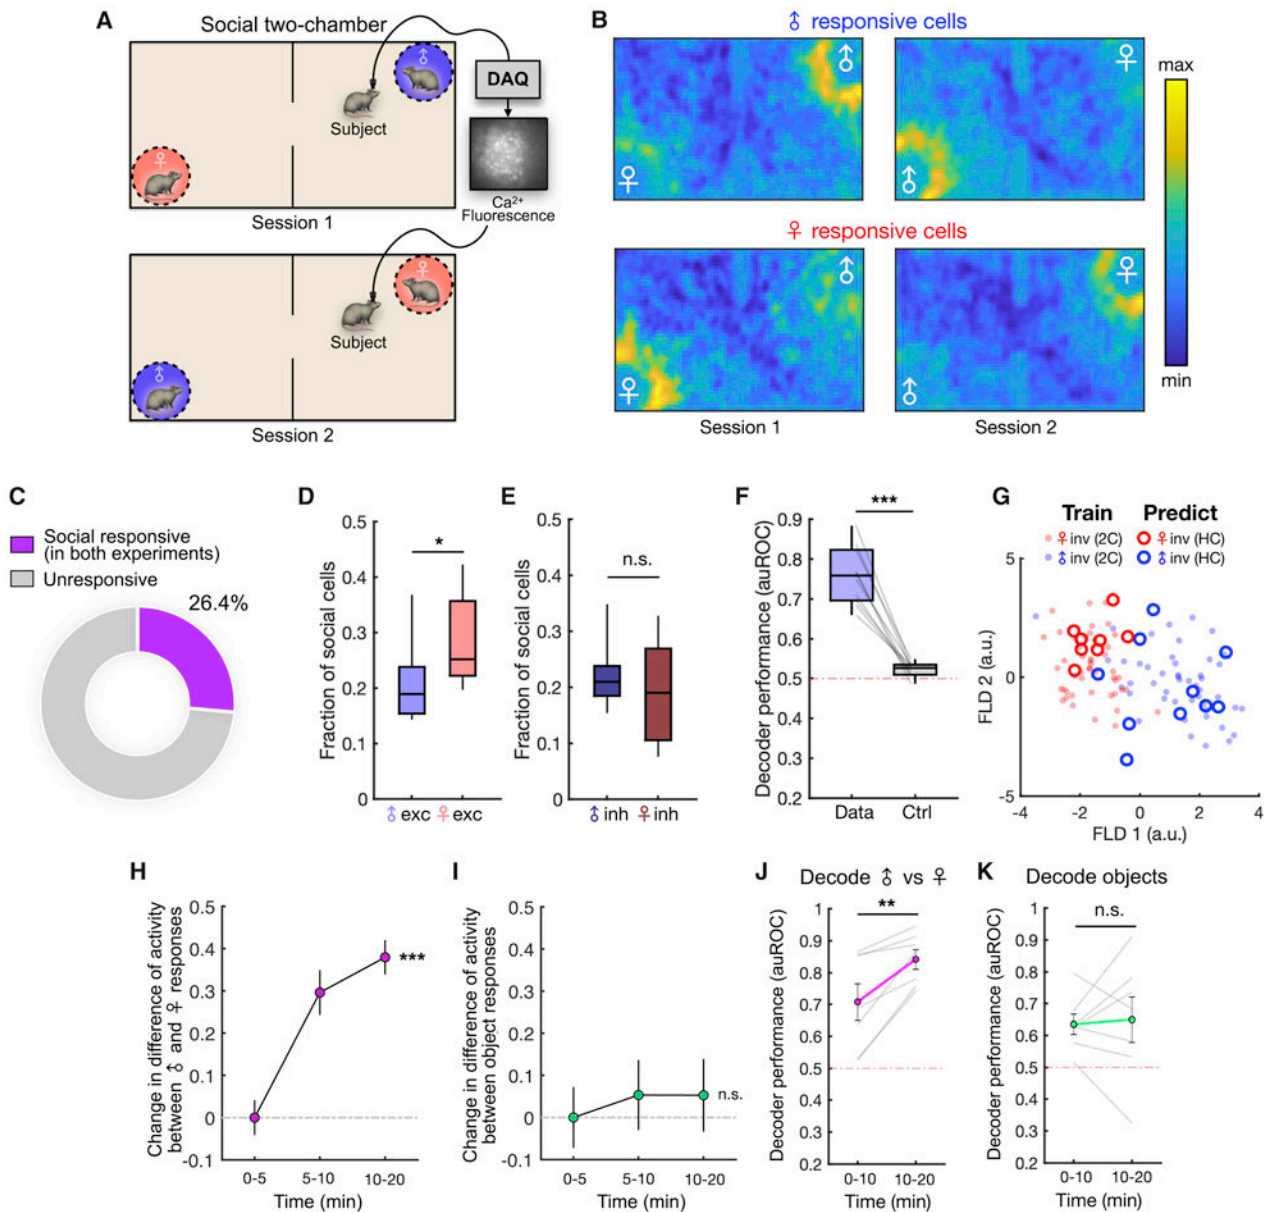 A
Social two-chamber
♂
DAQ
Subject
♀
Session 1
Ca²⁺
Fluorescence
♀
Subject
♂
Session 2
B
♂ responsive cells
♂
♀
♀
♂
♀ responsive cells
♂
♀
♀
♂
Session 1
Session 2
max
min
C
Social responsive
(in both experiments)
Unresponsive
26.4%
D
Fraction of social cells
0.5
0.4
0.3
0.2
0.1
0
*
♂ exc
♀ exc
E
Fraction of social cells
0.5
0.4
0.3
0.2
0.1
0
n.s.
♂ inh
♀ inh
F
Decoder performance (auROC)
0.9
0.8
0.7
0.6
0.5
0.4
0.3
0.2
***
Data
Ctrl
G
Train
Predict
♀ inv (2C)
♀ inv (HC)
♂ inv (2C)
♂ inv (HC)
FLD 2 (a.u.)
5
0
-5
-4
-2
0
2
4
FLD 1 (a.u.)
H
Change in difference of activity
between ♂ and ♀ responses
0.5
0.4
0.3
0.2
0.1
0
-0.1
***
0-5
5-10
10-20
Time (min)
I
Change in difference of activity
between object responses
0.5
0.4
0.3
0.2
0.1
0
-0.1
n.s.
0-5
5-10
10-20
Time (min)
J
Decode ♂ vs ♀
Decoder performance (auROC)
1
0.9
0.8
0.7
0.6
0.5
0.4
0.3
0.2
**
0-10
10-20
Time (min)
K
Decode objects
Decoder performance (auROC)
1
0.9
0.8
0.7
0.6
0.5
0.4
0.3
0.2
n.s.
0-10
10-20
Time (min)